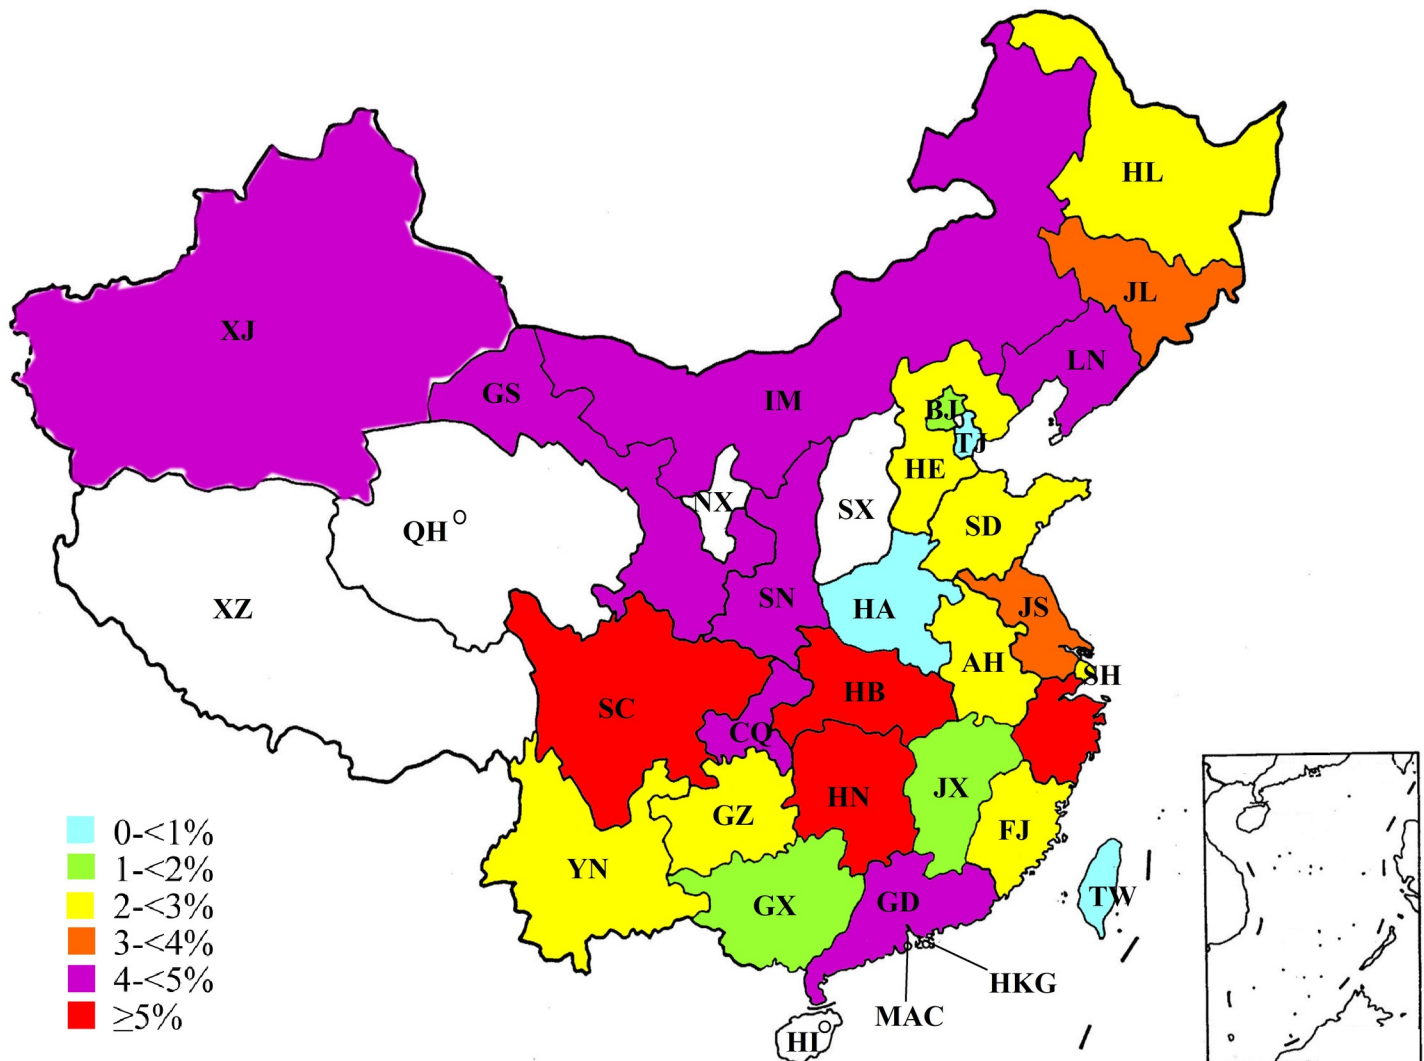 HL
JL
XJ
LN
GS
IM
BJ
TJ
HE
NX
SX
SD
QH
SN
XZ
HA
JS
AH
SH
HB
SC
CQ
JX
HN
GZ
FJ
YN
TW
GX
GD
HKG
MAC
HI
0-<1%
1-<2%
2-<3%
3-<4%
4-<5%
≥5%